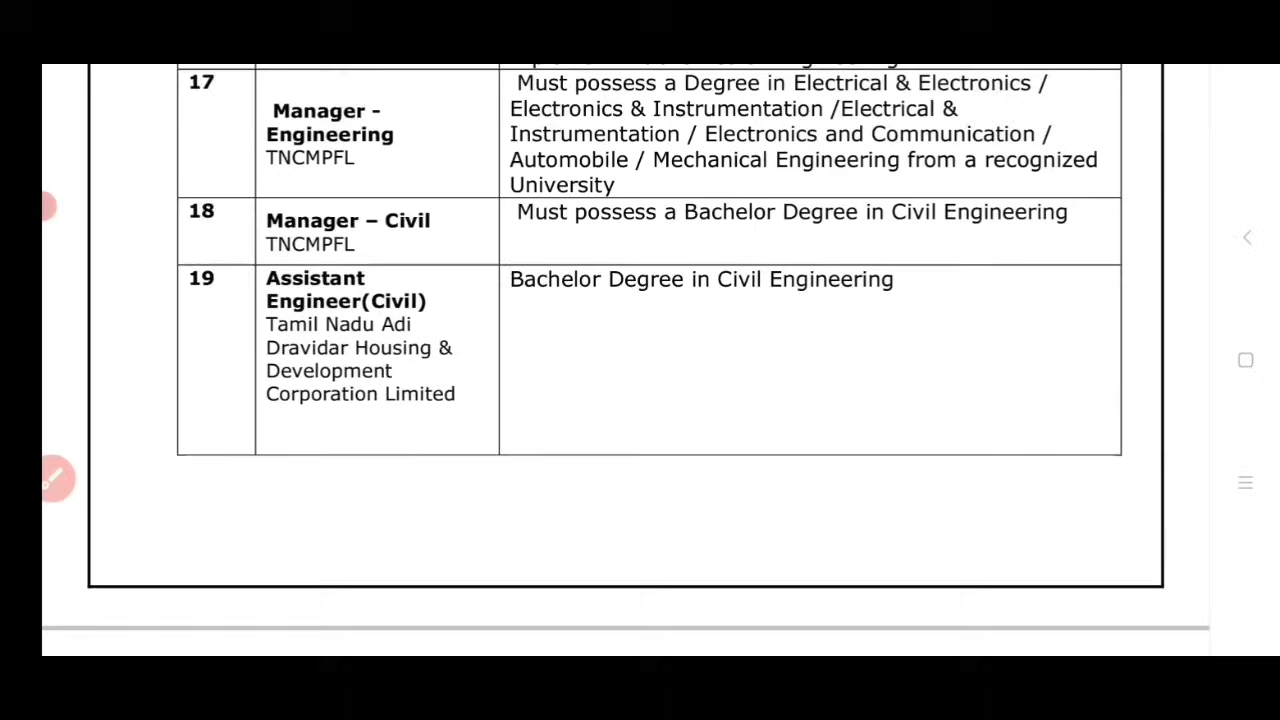 17
Manager -
Engineering
TNCMPFL
Must possess a Degree in Electrical & Electronics /
Electronics & Instrumentation /Electrical &
Instrumentation / Electronics and Communication /
Automobile / Mechanical Engineering from a recognized
University
18
Manager – Civil
TNCMPFL
Must possess a Bachelor Degree in Civil Engineering
19
Assistant
Engineer(Civil)
Tamil Nadu Adi
Dravidar Housing &
Development
Corporation Limited
Bachelor Degree in Civil Engineering